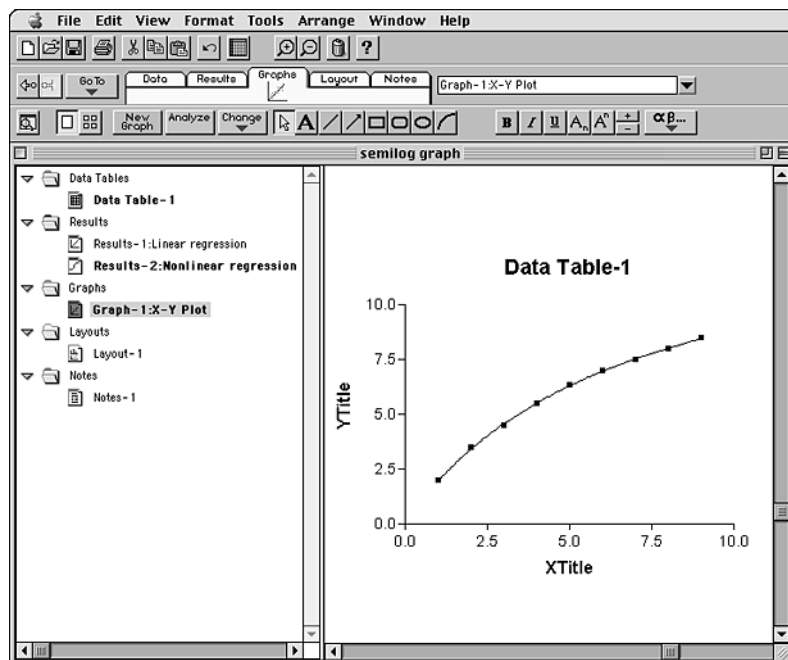 File Edit View Format Tools Arrange Window Help
?
Go To
Data Results Graphs Layout Notes
Graph-1:X-Y Plot
New Graph
Analyze
Change
A
B I U An An + − αβ...
semilog graph
Data Tables
Data Table-1
Results
Results-1:Linear regression
Results-2:Nonlinear regression
Graphs
Graph-1:X-Y Plot
Layouts
Layout-1
Notes
Notes-1
Data Table-1
10.0
7.5
5.0
2.5
0.0
YTitle
0.0 2.5 5.0 7.5 10.0
XTitle